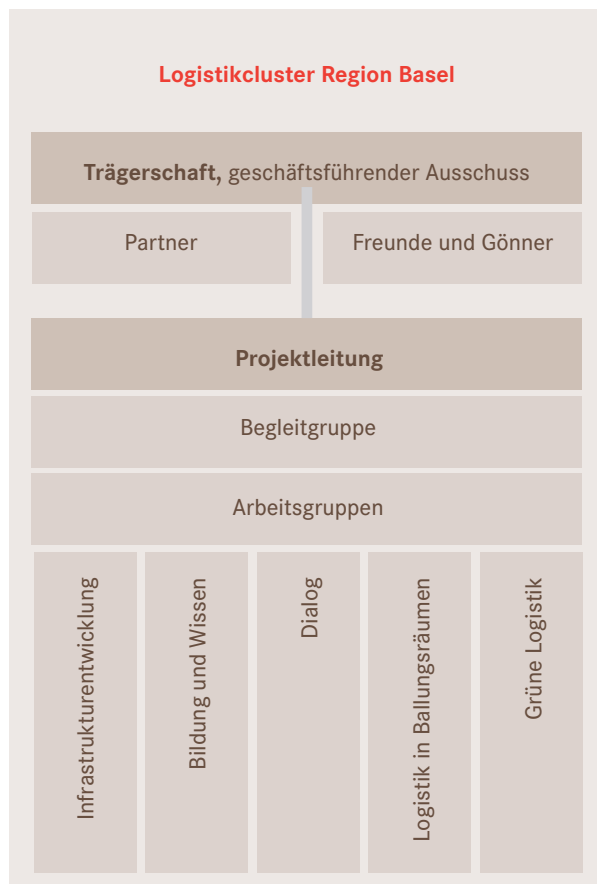 Logistikcluster Region Basel
Trägerschaft, geschäftsführender Ausschuss
Partner
Freunde und Gönner
Projektleitung
Begleitgruppe
Arbeitsgruppen
Infrastrukturentwicklung
Bildung und Wissen
Dialog
Logistik in Ballungsräumen
Grüne Logistik